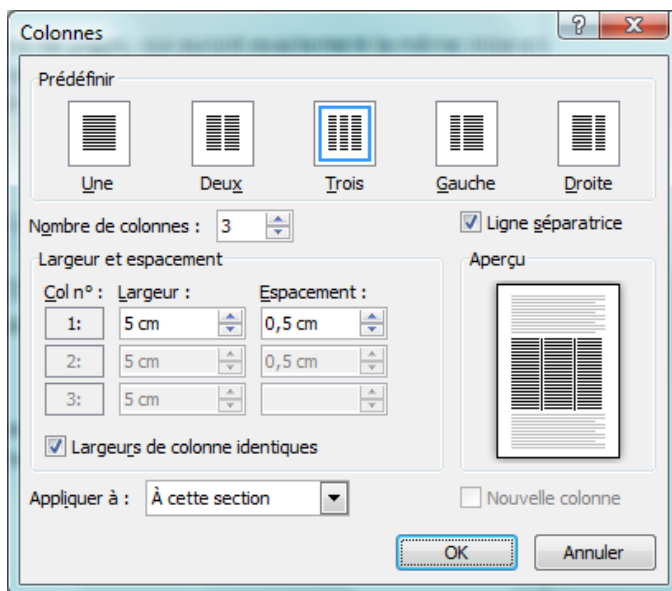 Colonnes
Prédéfinir
Une Deux Trois Gauche Droite
Nombre de colonnes : 3
Ligne séparatrice
Largeur et espacement
Aperçu
Col n° : Largeur : Espacement :
1: 5 cm 0,5 cm
2: 5 cm 0,5 cm
3: 5 cm
Largeurs de colonne identiques
Appliquer à : À cette section
Nouvelle colonne
OK Annuler